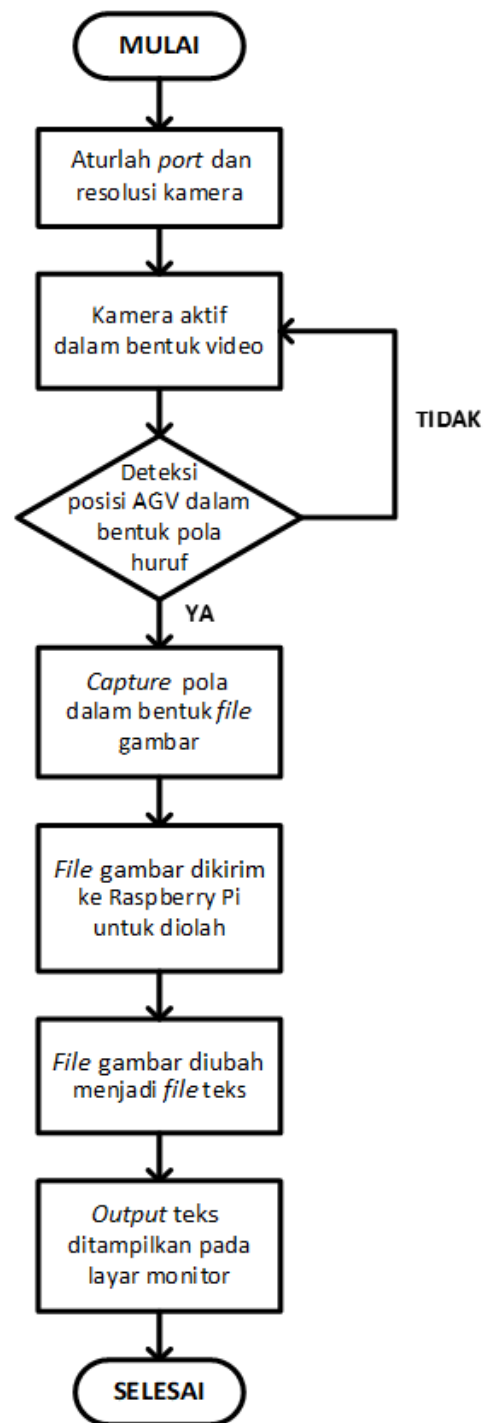 MULAI
Aturlah port dan
resolusi kamera
Kamera aktif
dalam bentuk video
TIDAK
Deteksi
posisi AGV dalam
bentuk pola
huruf
YA
Capture pola
dalam bentuk file
gambar
File gambar dikirim
ke Raspberry Pi
untuk diolah
File gambar diubah
menjadi file teks
Output teks
ditampilkan pada
layar monitor
SELESAI